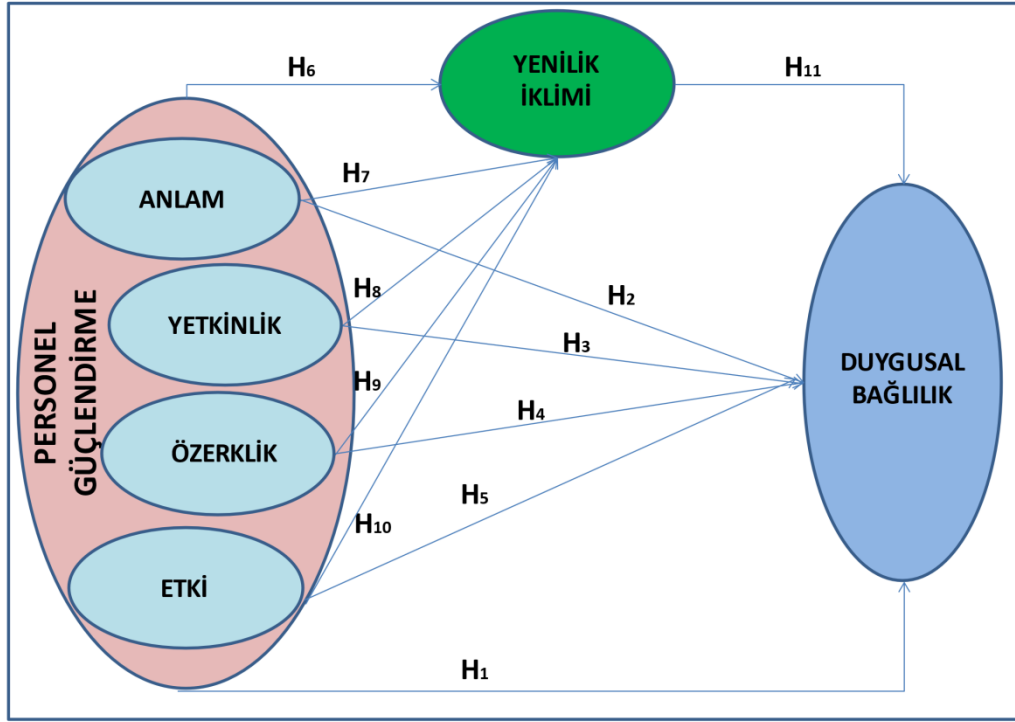 YENİLİK
İKLİMİ
H6
H11
ANLAM
H7
YETKİNLİK
H8
H2
H3
PERSONEL
GÜÇLENDİRME
DUYGUSAL
BAĞLILIK
H9
H4
ÖZERKLİK
H5
H10
ETKİ
H1